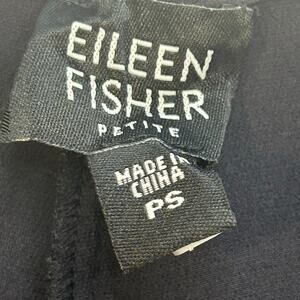 EILEEN
FISHER
PETITE
MADE IN
CHINA
PS